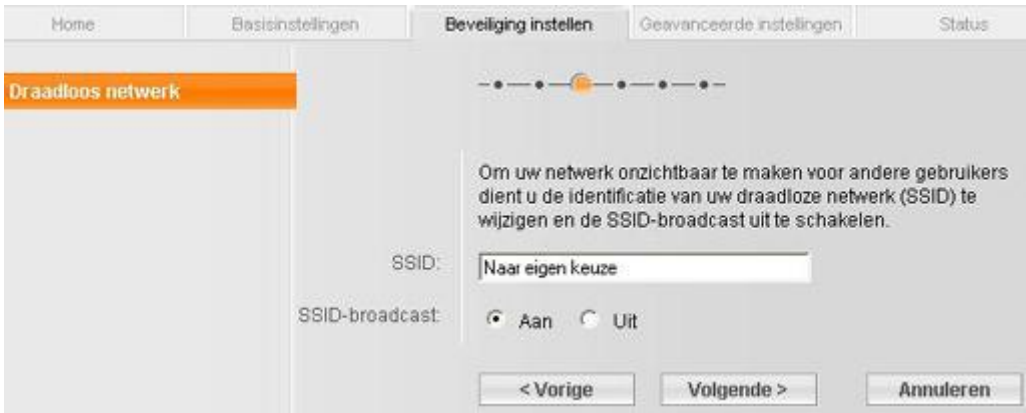 Home Basisinstellingen Beveiliging instellen Geavanceerde instellingen Status
Draadloos netwerk
Om uw netwerk onzichtbaar te maken voor andere gebruikers
dient u de identificatie van uw draadloze netwerk (SSID) te
wijzigen en de SSID-broadcast uit te schakelen.
SSID: Naar eigen keuze
SSID-broadcast: Aan Uit
< Vorige Volgende > Annuleren